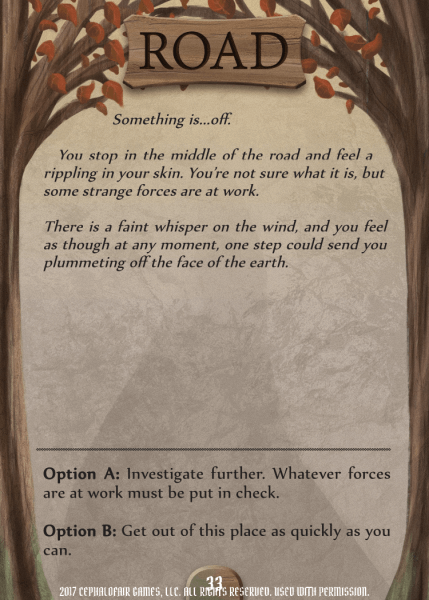 ROAD
Something is...off.
You stop in the middle of the road and feel a
rippling in your skin. You're not sure what it is, but
some strange forces are at work.
There is a faint whisper on the wind, and you feel
as though at any moment, one step could send you
plummeting off the face of the earth.
Option A: Investigate further. Whatever forces
are at work must be put in check.
Option B: Get out of this place as quickly as you
can.
33
2017 CEPHALOFAIR GAMES, LLC. ALL RIGHTS RESERVED. USED WITH PERMISSION.